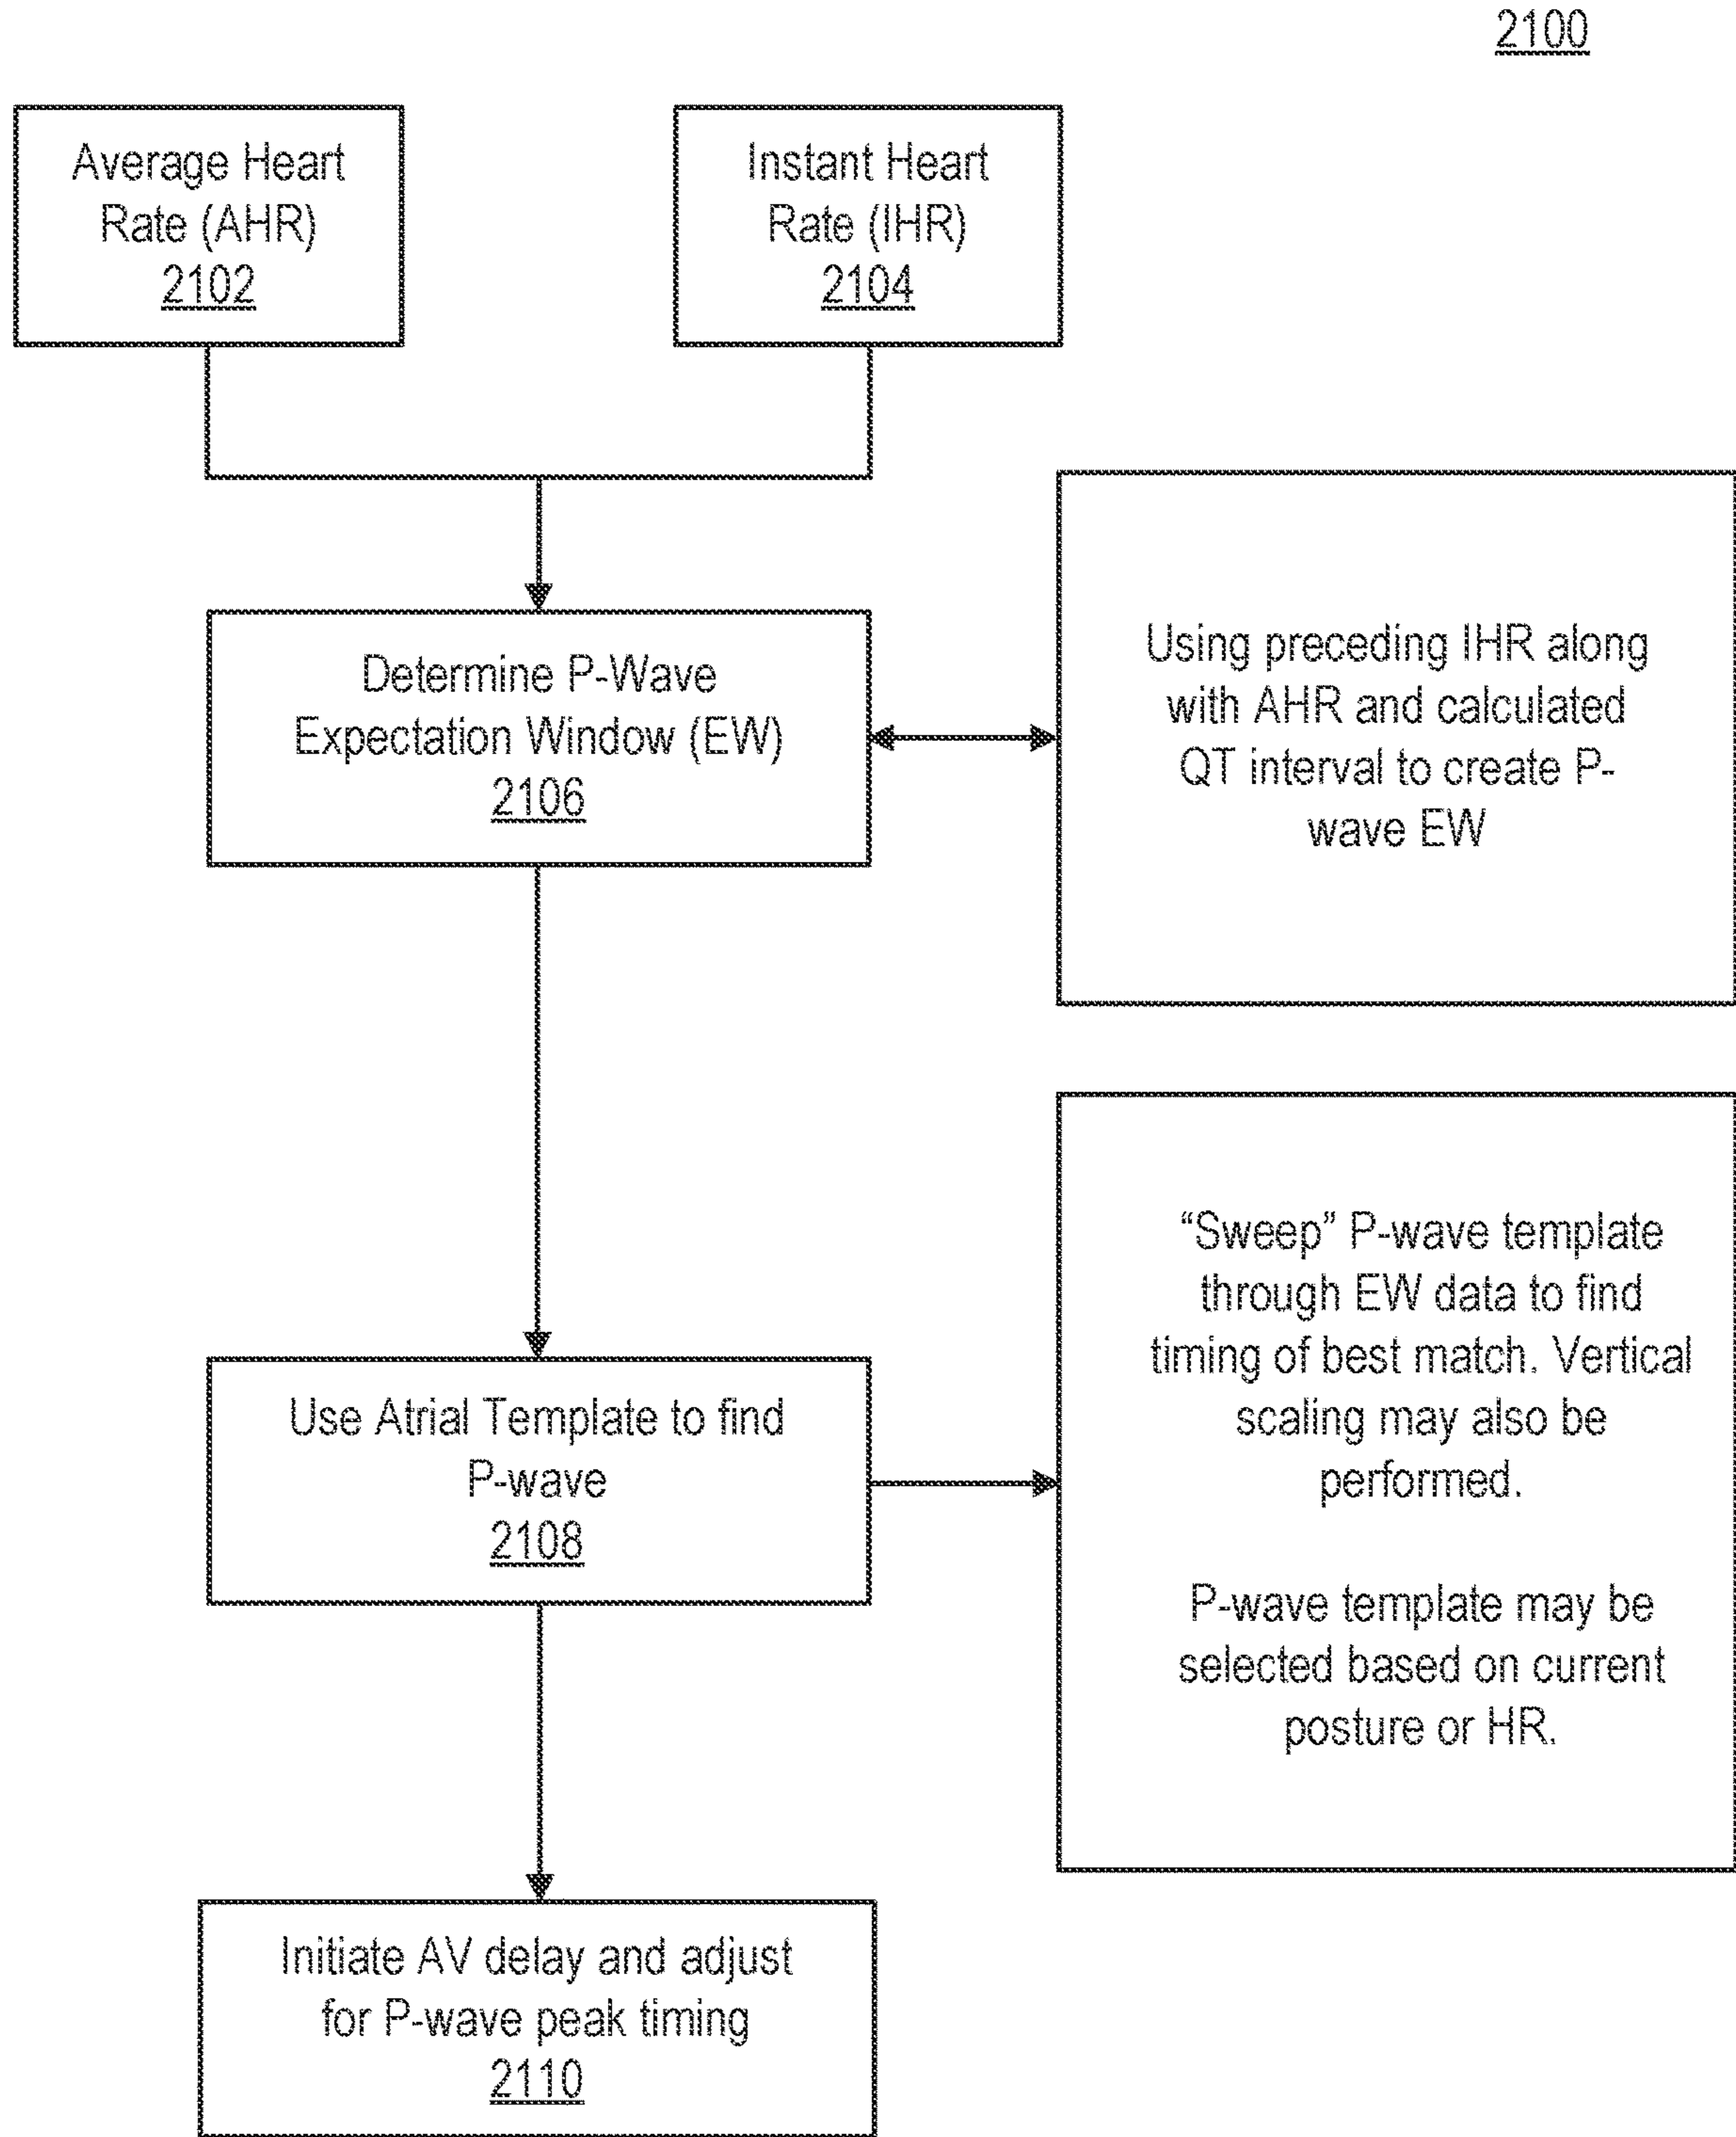 2100
Average Heart
Rate (AHR)
2102
Instant Heart
Rate (IHR)
2104
Determine P-Wave
Expectation Window (EW)
2106
Using preceding IHR along
with AHR and calculated
QT interval to create P-
wave EW
Use Atrial Template to find
P-wave
2108
“Sweep” P-wave template
through EW data to find
timing of best match. Vertical
scaling may also be
performed.
P-wave template may be
selected based on current
posture or HR.
Initiate AV delay and adjust
for P-wave peak timing
2110